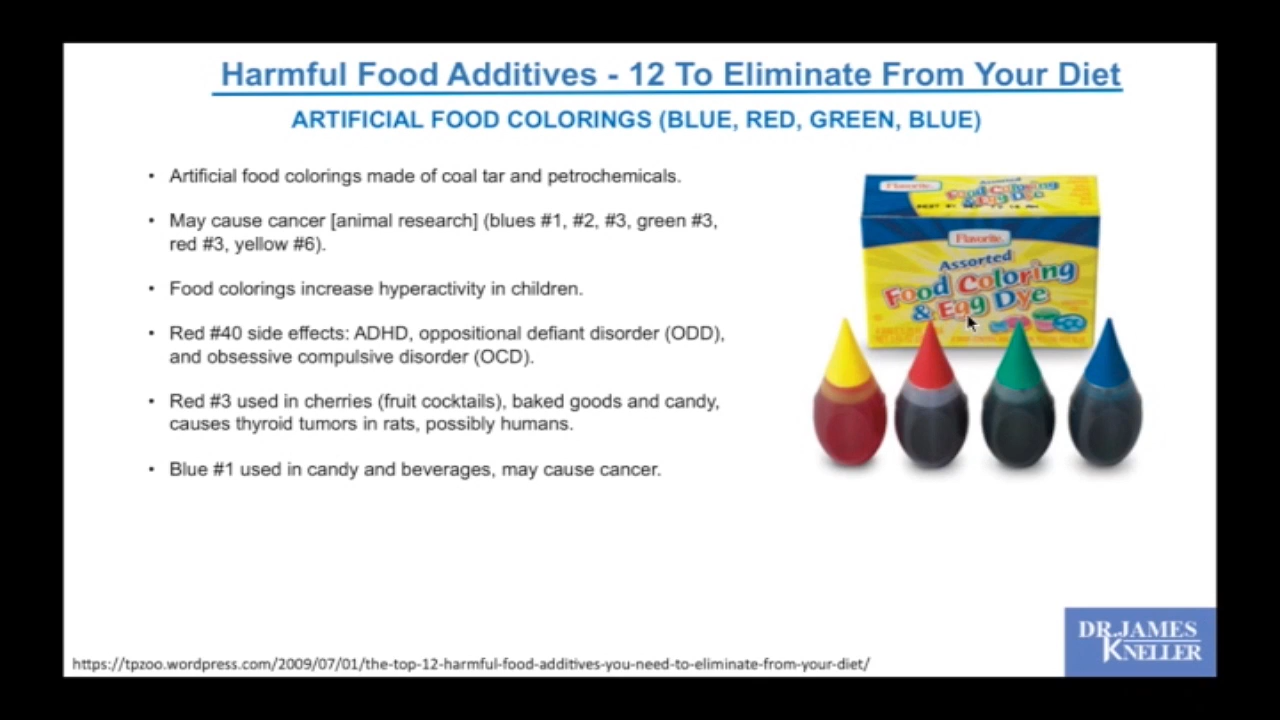 Harmful Food Additives - 12 To Eliminate From Your Diet
ARTIFICIAL FOOD COLORINGS (BLUE, RED, GREEN, BLUE)
• Artificial food colorings made of coal tar and petrochemicals.
• May cause cancer [animal research] (blues #1, #2, #3, green #3,
red #3, yellow #6).
• Food colorings increase hyperactivity in children.
• Red #40 side effects: ADHD, oppositional defiant disorder (ODD),
and obsessive compulsive disorder (OCD).
• Red #3 used in cherries (fruit cocktails), baked goods and candy,
causes thyroid tumors in rats, possibly humans.
• Blue #1 used in candy and beverages, may cause cancer.
Flavorite.
Assorted
Food Coloring
& Egg Dye
Flavorite.
Assorted
Food Coloring
& Egg Dye
https://tpzoo.wordpress.com/2009/07/01/the-top-12-harmful-food-additives-you-need-to-eliminate-from-your-diet/
DR. JAMES
KNELLER